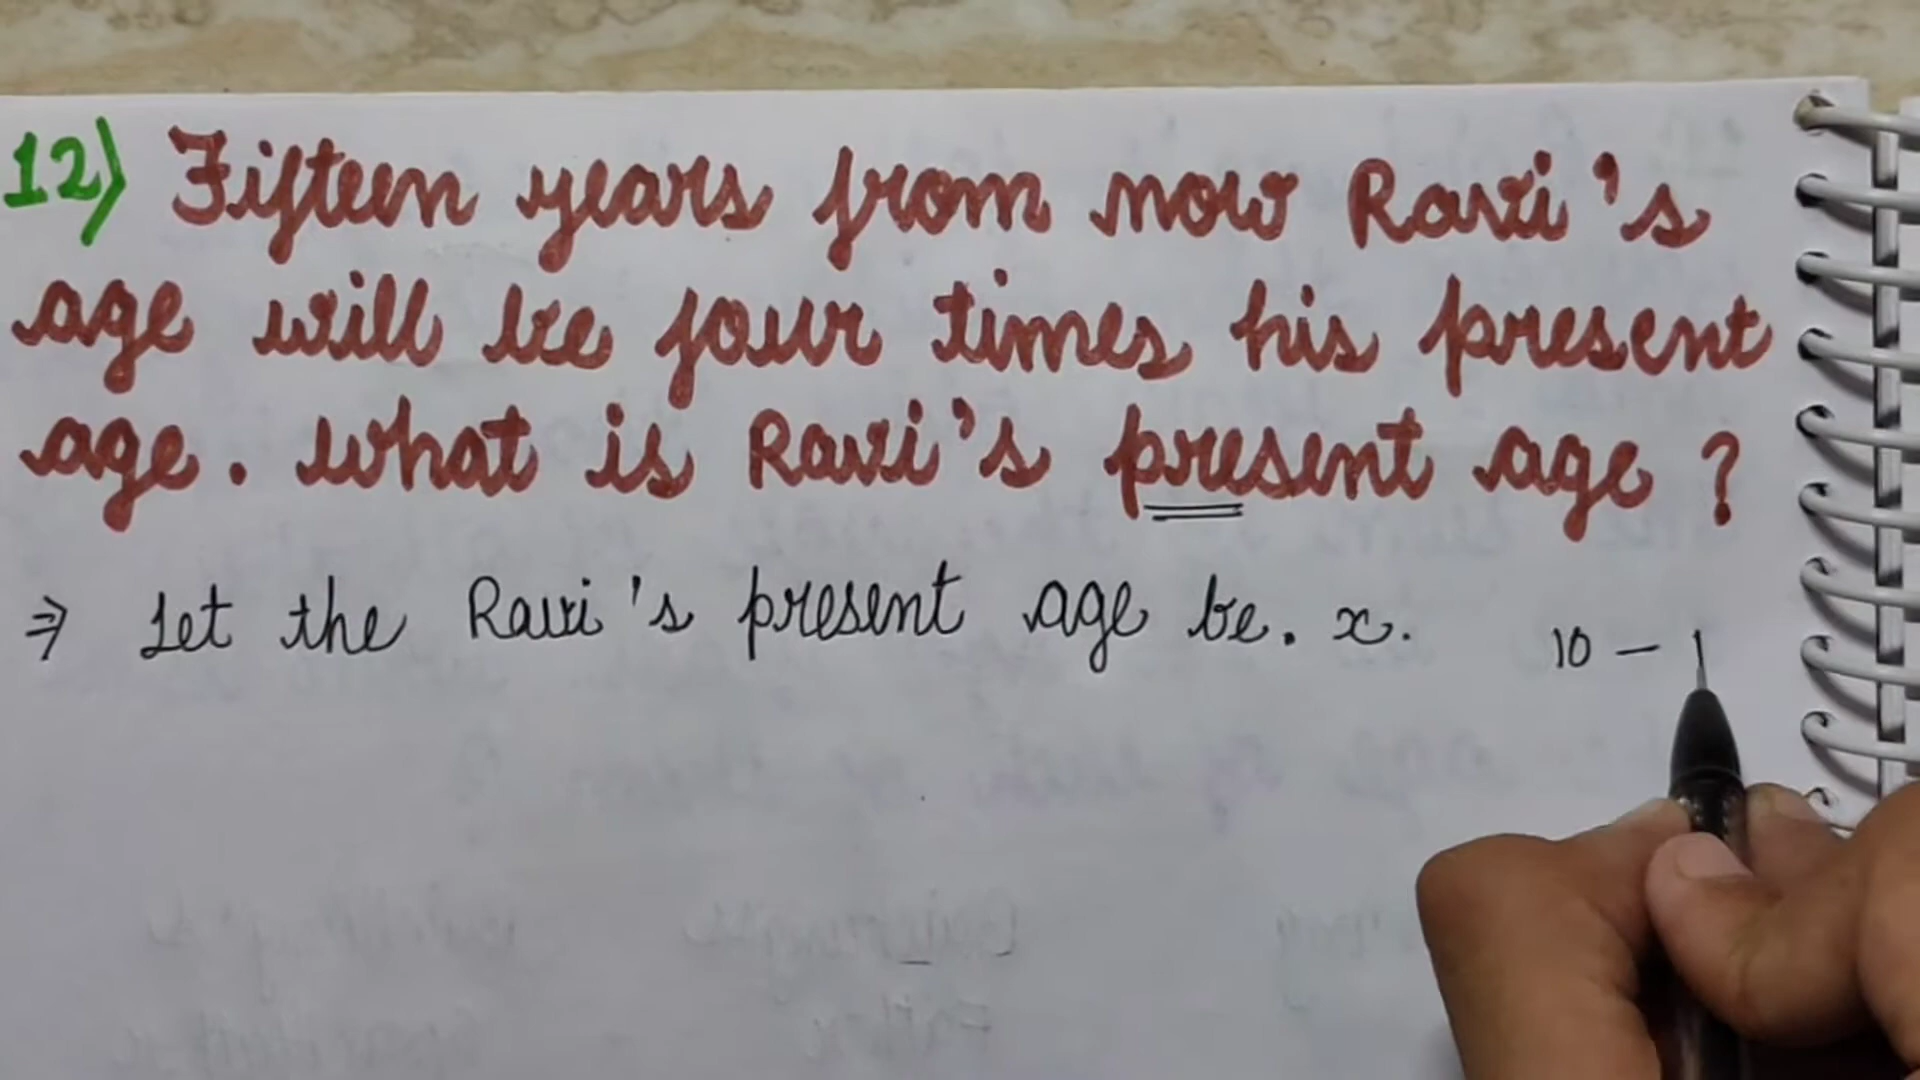 12) Fifteen years from now Ravi's
age will be four times his present
age. What is Ravi's present age ?
⇒ Let the Ravi's present age be. x.
10 – 1